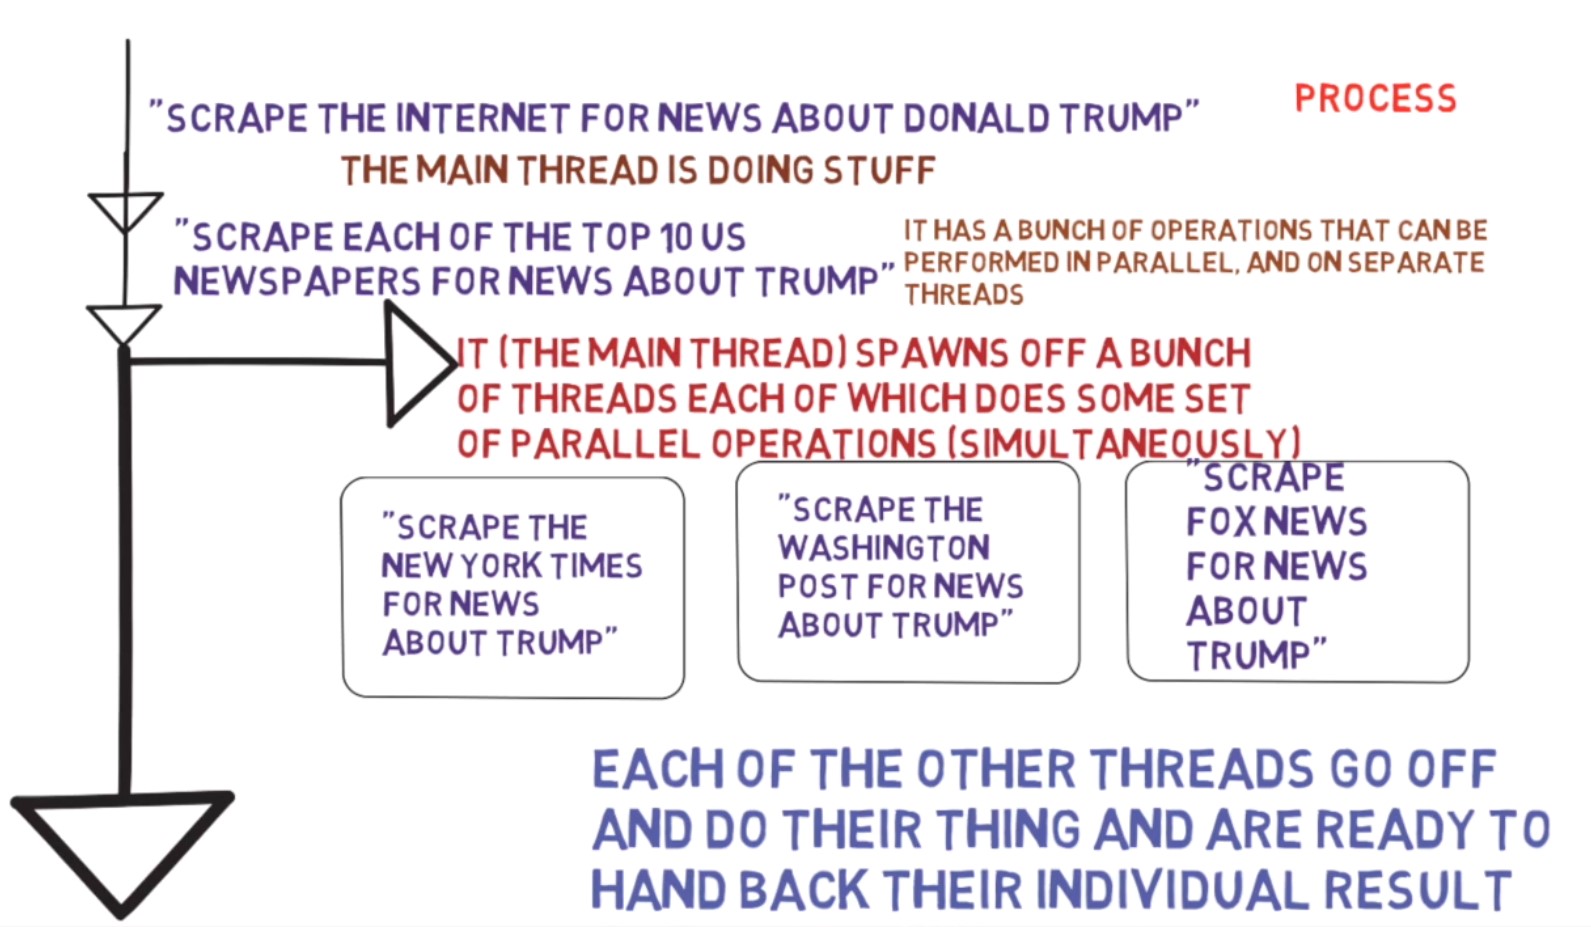 "SCRAPE THE INTERNET FOR NEWS ABOUT DONALD TRUMP"
PROCESS
THE MAIN THREAD IS DOING STUFF
"SCRAPE EACH OF THE TOP 10 US
NEWSPAPERS FOR NEWS ABOUT TRUMP"
IT HAS A BUNCH OF OPERATIONS THAT CAN BE
PERFORMED IN PARALLEL, AND ON SEPARATE
THREADS
IT (THE MAIN THREAD) SPAWNS OFF A BUNCH
OF THREADS EACH OF WHICH DOES SOME SET
OF PARALLEL OPERATIONS (SIMULTANEOUSLY)
"SCRAPE THE
NEW YORK TIMES
FOR NEWS
ABOUT TRUMP"
"SCRAPE THE
WASHINGTON
POST FOR NEWS
ABOUT TRUMP"
"SCRAPE
FOX NEWS
FOR NEWS
ABOUT
TRUMP"
EACH OF THE OTHER THREADS GO OFF
AND DO THEIR THING AND ARE READY TO
HAND BACK THEIR INDIVIDUAL RESULT